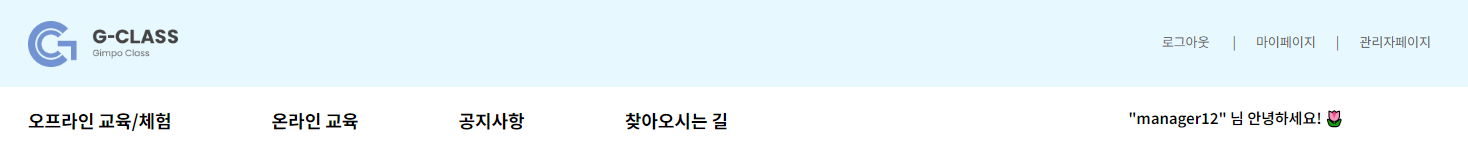 G-CLASS
Gimpo Class
로그아웃 | 마이페이지 | 관리자페이지
오프라인 교육/체험 온라인 교육 공지사항 찾아오시는 길 "manager12" 님 안녕하세요! 🌷